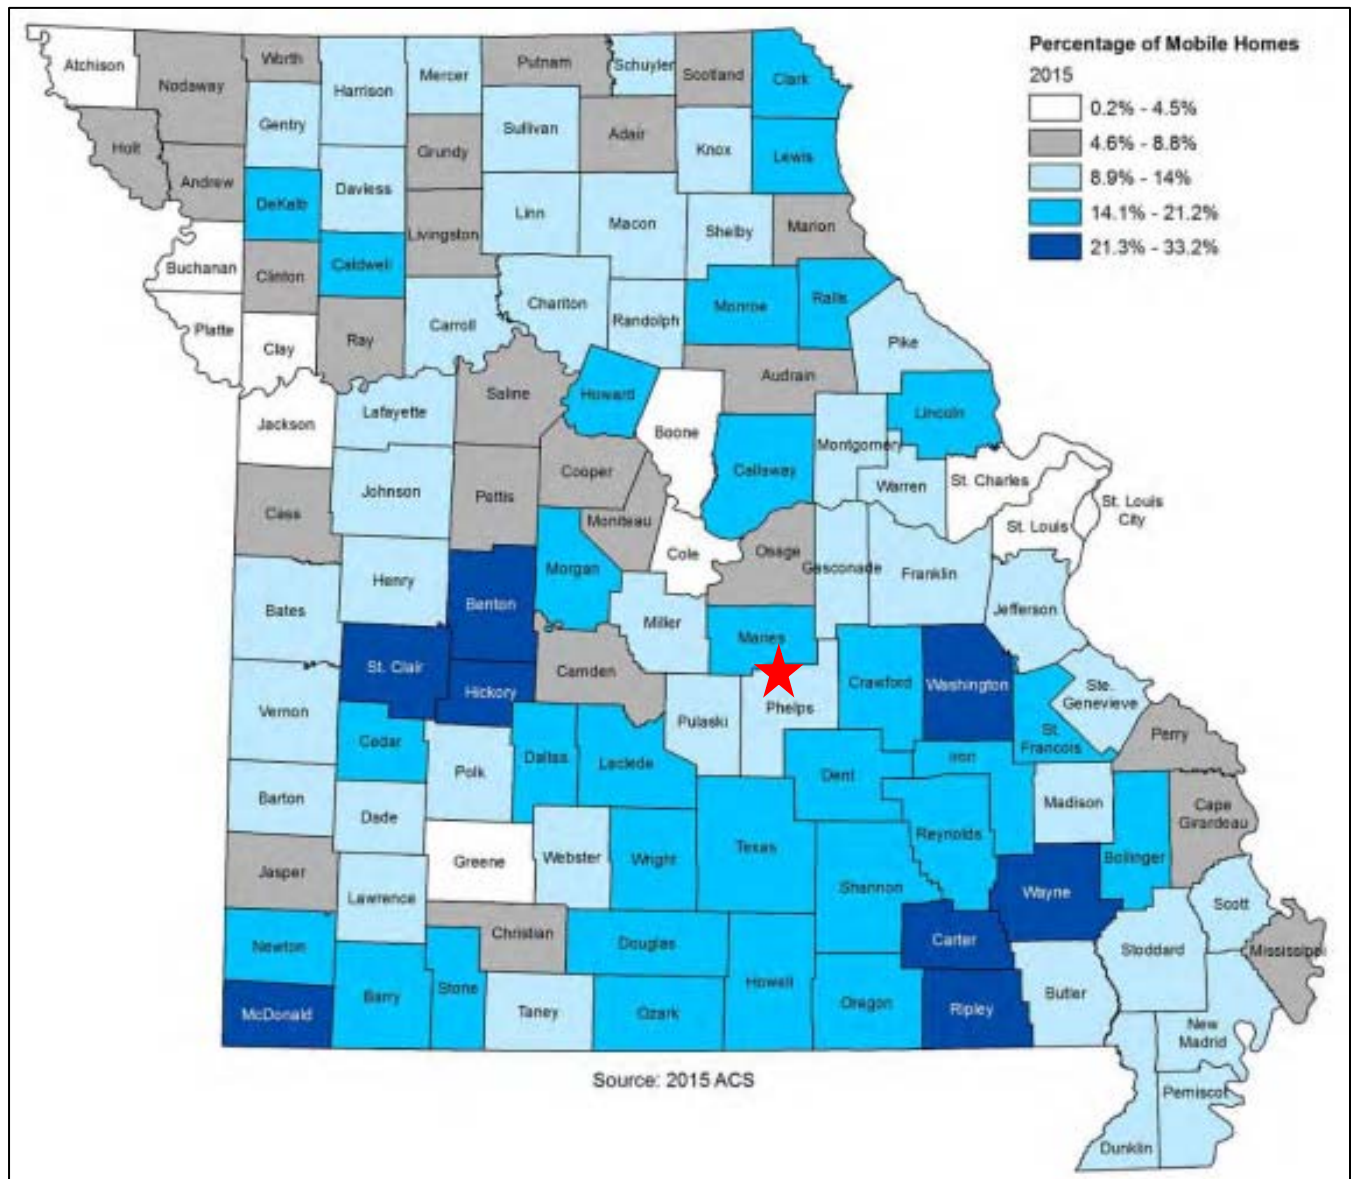 Percentage of Mobile Homes
2015
0.2% - 4.5%
4.6% - 8.8%
8.9% - 14%
14.1% - 21.2%
21.3% - 33.2%
Atchison
Nodaway
Worth
Harrison
Mercer
Putnam
Schuyler
Scotland
Clark
Gentry
Sullivan
Adair
Knox
Lewis
Holt
Andrew
DeKalb
Daviess
Grundy
Linn
Macon
Shelby
Marion
Livingston
Buchanan
Clinton
Caldwell
Chariton
Randolph
Monroe
Ralls
Platte
Clay
Ray
Carroll
Pike
Audrain
Saline
Howard
Lafayette
Jackson
Boone
Lincoln
Montgomery
Callaway
Cooper
Johnson
Pettis
Warren
St. Charles
St. Louis
City
St. Louis
Cass
Moniteau
Cole
Osage
Gasconade
Franklin
Morgan
Henry
Benton
Bates
Miller
Jefferson
Maries
St. Clair
Hickory
Camden
Crawford
Washington
Ste.
Genevieve
Vernon
Pulaski
Phelps
St.
Francois
Perry
Cedar
Polk
Dallas
Laclede
Dent
Iron
Barton
Dade
Madison
Cape
Girardeau
Reynolds
Jasper
Greene
Webster
Wright
Texas
Shannon
Bollinger
Lawrence
Wayne
Scott
Newton
Christian
Douglas
Carter
Stoddard
Mississippi
McDonald
Barry
Stone
Taney
Ozark
Howell
Oregon
Ripley
Butler
New
Madrid
Pemiscot
Dunklin
Source: 2015 ACS